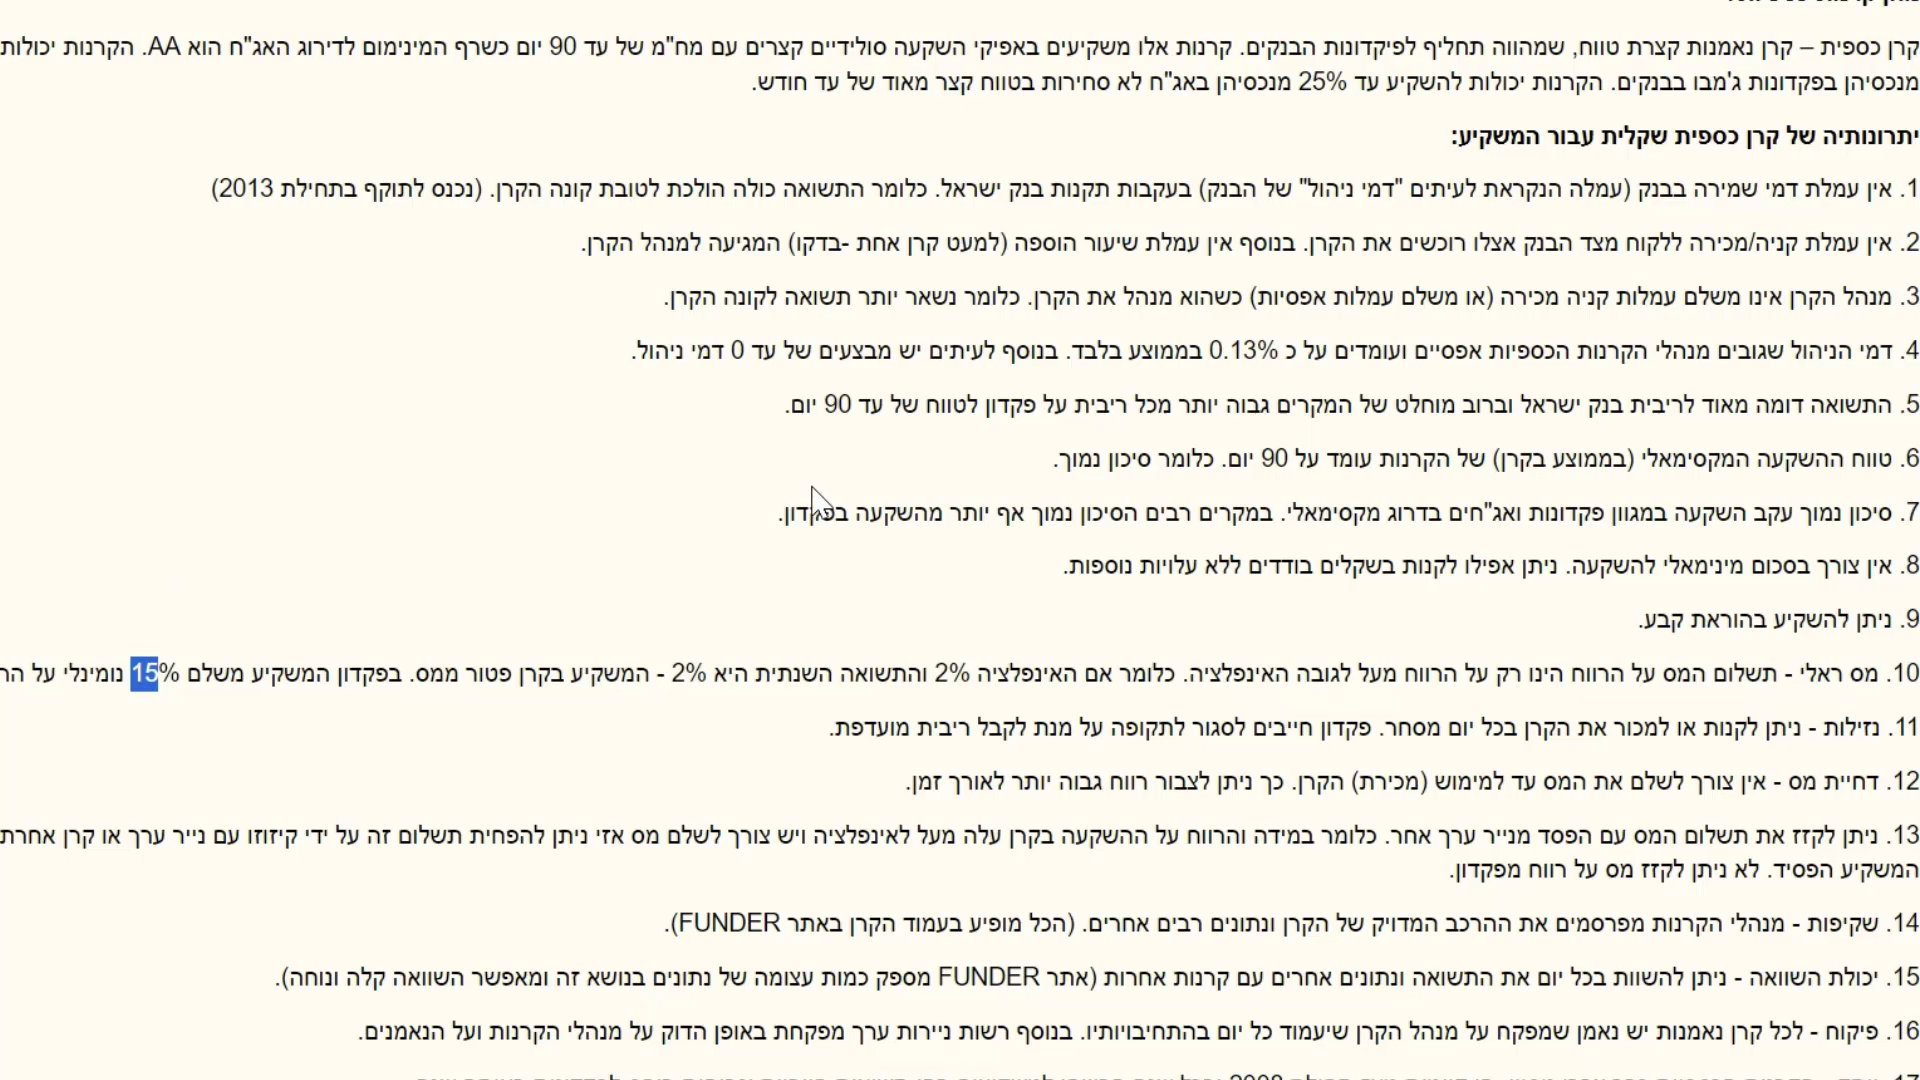 קרן כספית – קרן נאמנות קצרת טווח, שמהווה תחליף לפיקדונות הבנקים. קרנות אלו משקיעים באפיקי השקעה סולידיים קצרים עם מח"מ של עד 90 יום כשרף המינימום לדירוג האג"ח הוא AA. הקרנות יכולות
מנכסיהן בפקדונות ג'מבו בבנקים. הקרנות יכולות להשקיע עד 25% מנכסיהן באג"ח לא סחירות בטווח קצר מאוד של עד חודש.
יתרונותיה של קרן כספית שקלית עבור המשקיע:
1. אין עמלת דמי שמירה בבנק (עמלה הנקראת לעיתים "דמי ניהול" של הבנק) בעקבות תקנות בנק ישראל. כלומר התשואה כולה הולכת לטובת קונה הקרן. (נכנס לתוקף בתחילת 2013)
2. אין עמלת קניה/מכירה ללקוח מצד הבנק אצלו רוכשים את הקרן. בנוסף אין עמלת שיעור הוספה (למעט קרן אחת -בדקו) המגיעה למנהל הקרן.
3. מנהל הקרן אינו משלם עמלות קניה מכירה (או משלם עמלות אפסיות) כשהוא מנהל את הקרן. כלומר נשאר יותר תשואה לקונה הקרן.
4. דמי הניהול שגובים מנהלי הקרנות הכספיות אפסיים ועומדים על כ 0.13% בממוצע בלבד. בנוסף לעיתים יש מבצעים של עד 0 דמי ניהול.
5. התשואה דומה מאוד לריבית בנק ישראל וברוב מוחלט של המקרים גבוה יותר מכל ריבית על פקדון לטווח של עד 90 יום.
6. טווח ההשקעה המקסימאלי (בממוצע בקרן) של הקרנות עומד על 90 יום. כלומר סיכון נמוך.
7. סיכון נמוך עקב השקעה במגוון פקדונות ואג"חים בדרוג מקסימאלי. במקרים רבים הסיכון נמוך אף יותר מהשקעה בפקדון.
8. אין צורך בסכום מינימאלי להשקעה. ניתן אפילו לקנות בשקלים בודדים ללא עלויות נוספות.
9. ניתן להשקיע בהוראת קבע.
10. מס ראלי - תשלום המס על הרווח הינו רק על הרווח מעל לגובה האינפלציה. כלומר אם האינפלציה 2% והתשואה השנתית היא 2% - המשקיע בקרן פטור ממס. בפקדון המשקיע משלם 15% נומינלי על
11. נזילות - ניתן לקנות או למכור את הקרן בכל יום מסחר. פקדון חייבים לסגור לתקופה על מנת לקבל ריבית מועדפת.
12. דחיית מס - אין צורך לשלם את המס עד למימוש (מכירת) הקרן. כך ניתן לצבור רווח גבוה יותר לאורך זמן.
13. ניתן לקזז את תשלום המס עם הפסד מנייר ערך אחר. כלומר במידה והרווח על ההשקעה בקרן עלה מעל לאינפלציה ויש צורך לשלם מס אזי ניתן להפחית תשלום זה על ידי קיזוזו עם נייר ערך או קרן אחרת
המשקיע הפסיד. לא ניתן לקזז מס על רווח מפקדון.
14. שקיפות - מנהלי הקרנות מפרסמים את ההרכב המדויק של הקרן ונתונים רבים אחרים. (הכל מופיע בעמוד הקרן באתר FUNDER).
15. יכולת השוואה - ניתן להשוות בכל יום את התשואה ונתונים אחרים עם קרנות אחרות (אתר FUNDER מספק כמות עצומה של נתונים בנושא זה ומאפשר השוואה קלה ונוחה).
16. פיקוח - לכל קרן נאמנות יש נאמן שמפקח על מנהל הקרן שיעמוד כל יום בהתחיבויותיו. בנוסף רשות ניירות ערך מפקחת באופן הדוק על מנהלי הקרנות ועל הנאמנים.